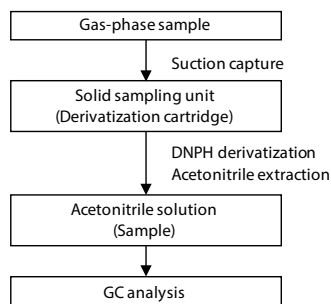 Gas-phase sample
Suction capture
Solid sampling unit
(Derivatization cartridge)
DNPH derivatization
Acetonitrile extraction
Acetonitrile solution
(Sample)
GC analysis